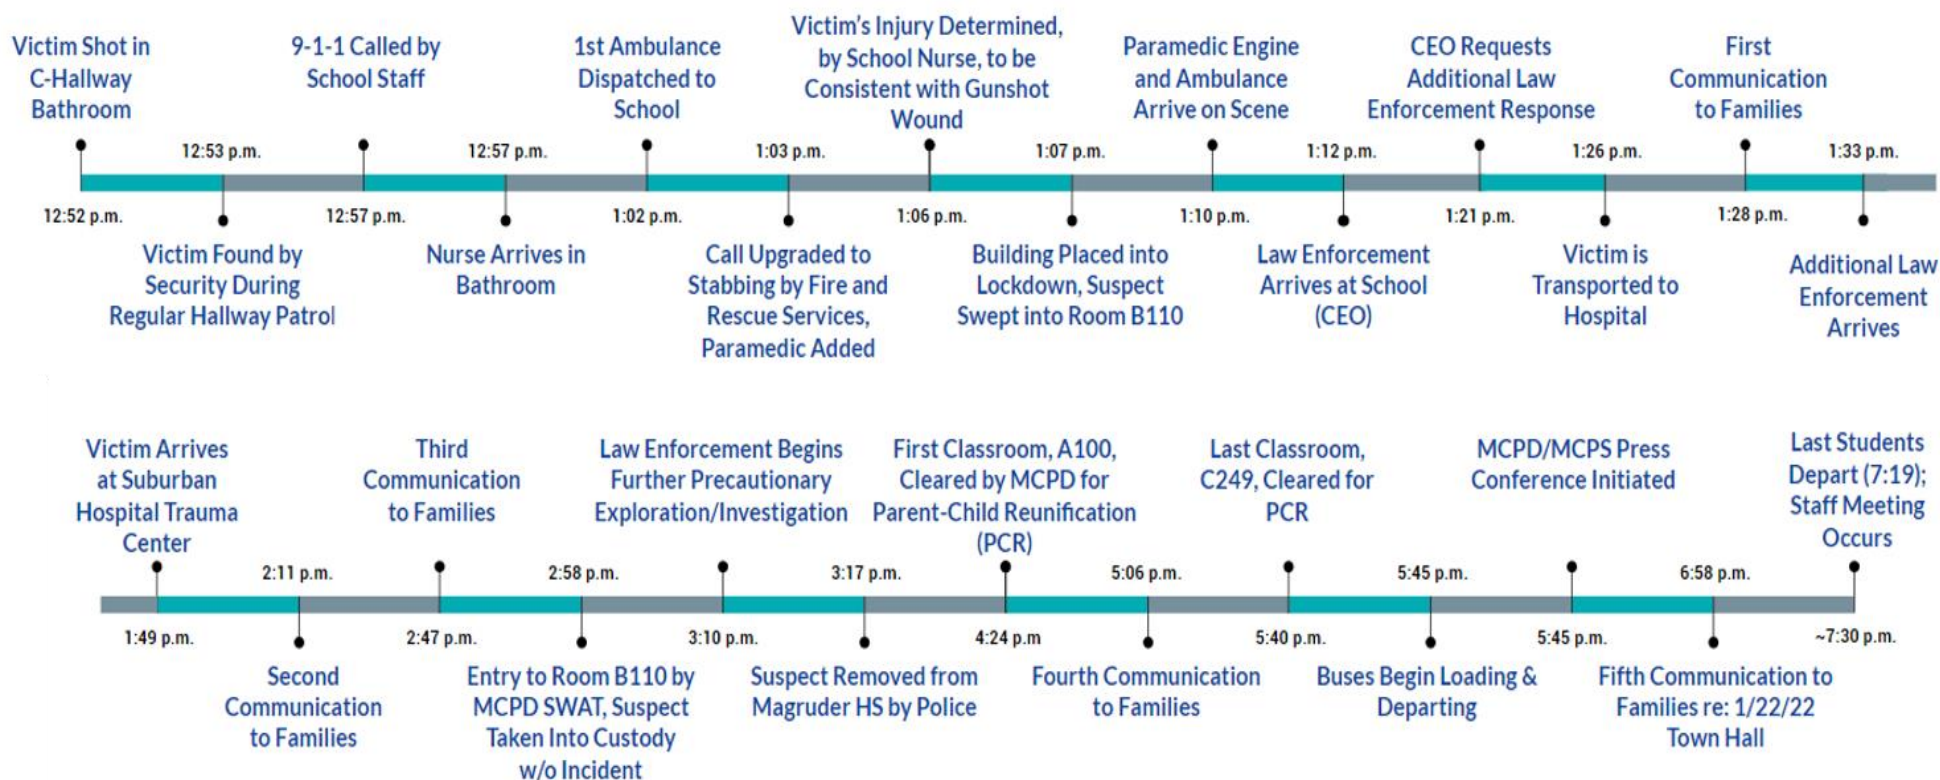 Victim Shot in
C-Hallway
Bathroom
9-1-1 Called by
School Staff
1st Ambulance
Dispatched to
School
Victim's Injury Determined,
by School Nurse, to be
Consistent with Gunshot
Wound
Paramedic Engine
and Ambulance
Arrive on Scene
CEO Requests
Additional Law
Enforcement Response
First
Communication
to Families
12:53 p.m.
12:57 p.m.
1:03 p.m.
1:07 p.m.
1:12 p.m.
1:26 p.m.
1:33 p.m.
12:52 p.m.
12:57 p.m.
1:02 p.m.
1:06 p.m.
1:10 p.m.
1:21 p.m.
1:28 p.m.
Victim Found by
Security During
Regular Hallway Patrol
Nurse Arrives in
Bathroom
Call Upgraded to
Stabbing by Fire and
Rescue Services,
Paramedic Added
Building Placed into
Lockdown, Suspect
Swept into Room B110
Law Enforcement
Arrives at School
(CEO)
Victim is
Transported to
Hospital
Additional Law
Enforcement
Arrives
Victim Arrives
at Suburban
Hospital Trauma
Center
Third
Communication
to Families
Law Enforcement Begins
Further Precautionary
Exploration/Investigation
First Classroom, A100,
Cleared by MCPD for
Parent-Child Reunification
(PCR)
Last Classroom,
C249, Cleared for
PCR
MCPD/MCPS Press
Conference Initiated
Last Students
Depart (7:19);
Staff Meeting
Occurs
2:11 p.m.
2:58 p.m.
3:17 p.m.
5:06 p.m.
5:45 p.m.
6:58 p.m.
1:49 p.m.
2:47 p.m.
3:10 p.m.
4:24 p.m
5:40 p.m.
5:45 p.m.
~7:30 p.m.
Second
Communication
to Families
Entry to Room B110 by
MCPD SWAT, Suspect
Taken Into Custody
w/o Incident
Suspect Removed from
Magruder HS by Police
Fourth Communication
to Families
Buses Begin Loading &
Departing
Fifth Communication to
Families re: 1/22/22
Town Hall